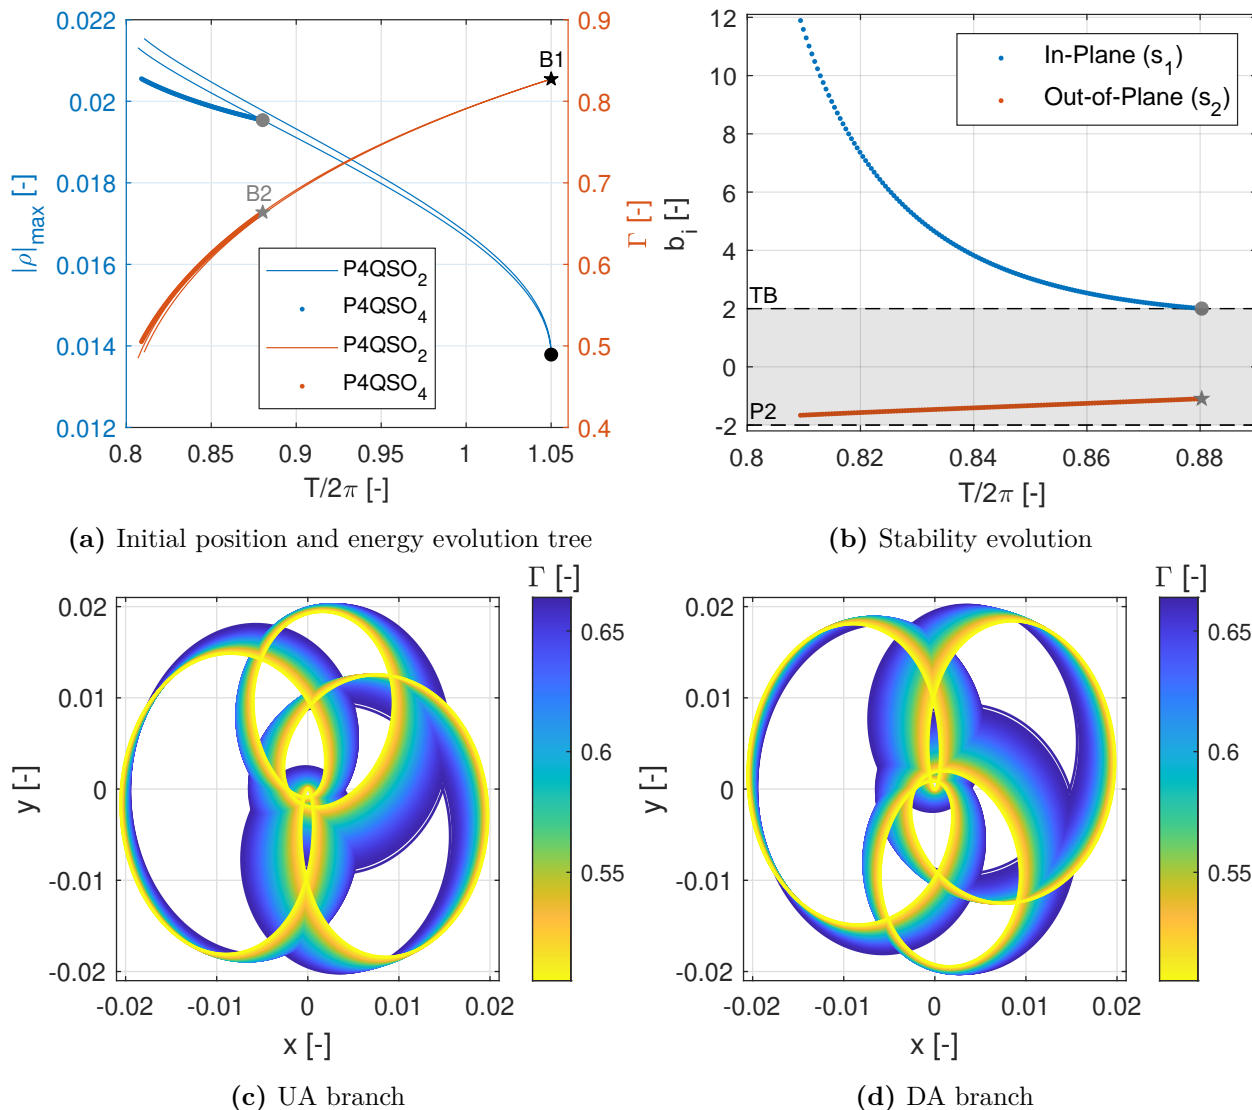 0.022
0.02
0.018
0.016
0.014
0.012
|ρ|max [-]
0.9
0.8
0.7
0.6
0.5
0.4
Γ [-]
B1
B2
P4QSO2
P4QSO4
P4QSO2
P4QSO4
0.8 0.85 0.9 0.95 1 1.05
T/2π [-]
(a) Initial position and energy evolution tree
12
10
8
6
4
2
0
-2
b_i [-]
In-Plane (s1)
Out-of-Plane (s2)
TB
P2
0.8 0.82 0.84 0.86 0.88
T/2π [-]
(b) Stability evolution
Γ [-]
0.02
0.01
0
-0.01
-0.02
y [-]
0.65
0.6
0.55
-0.02 -0.01 0 0.01 0.02
x [-]
(c) UA branch
Γ [-]
0.02
0.01
0
-0.01
-0.02
y [-]
0.65
0.6
0.55
-0.02 -0.01 0 0.01 0.02
x [-]
(d) DA branch